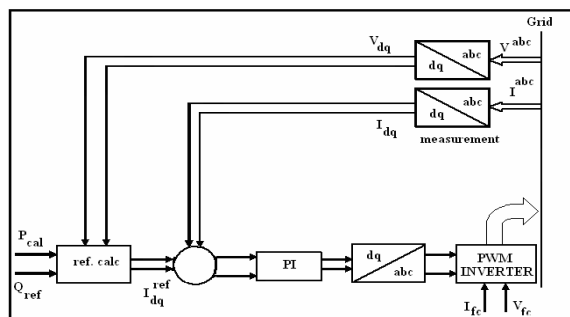 Grid
V dq
abc
dq
V abc
abc
dq
I abc
I dq
measurement
P cal
ref. calc
Q ref
I dq ref
PI
dq
abc
PWM
INVERTER
I fc
V fc